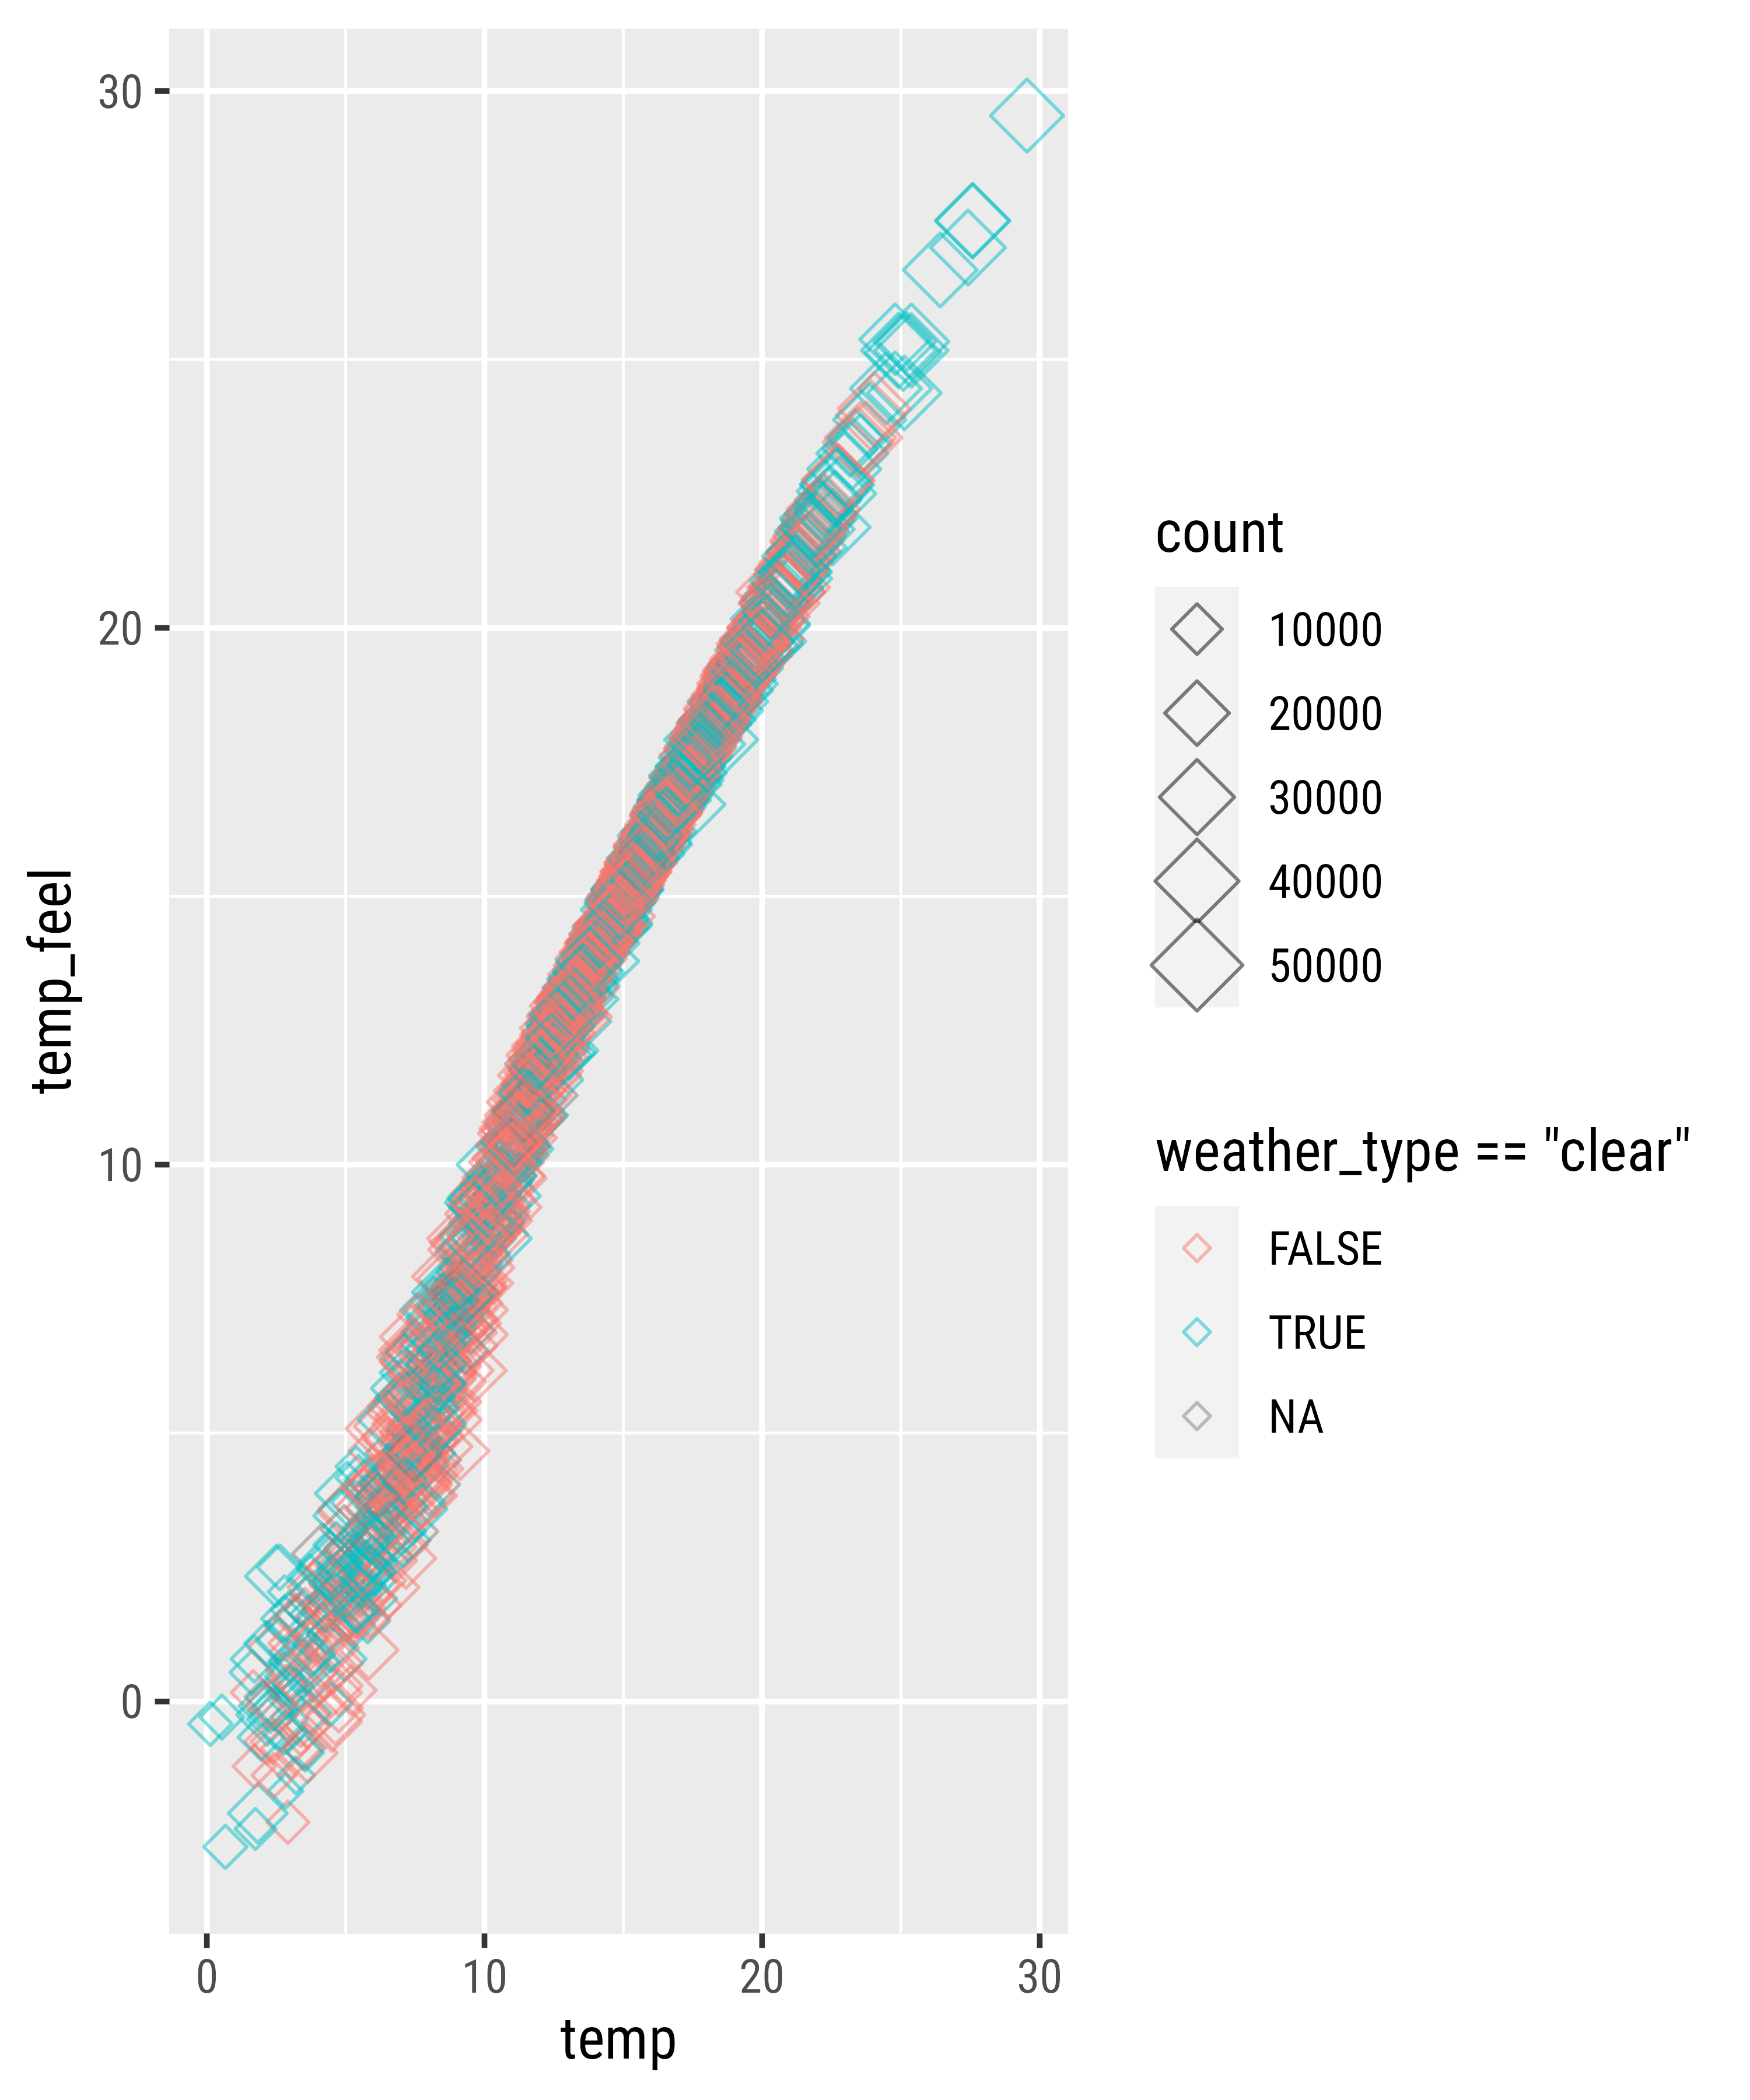 30
20
10
0
temp_feel
0 10 20 30
temp
count
10000
20000
30000
40000
50000
weather_type == "clear"
FALSE
TRUE
NA